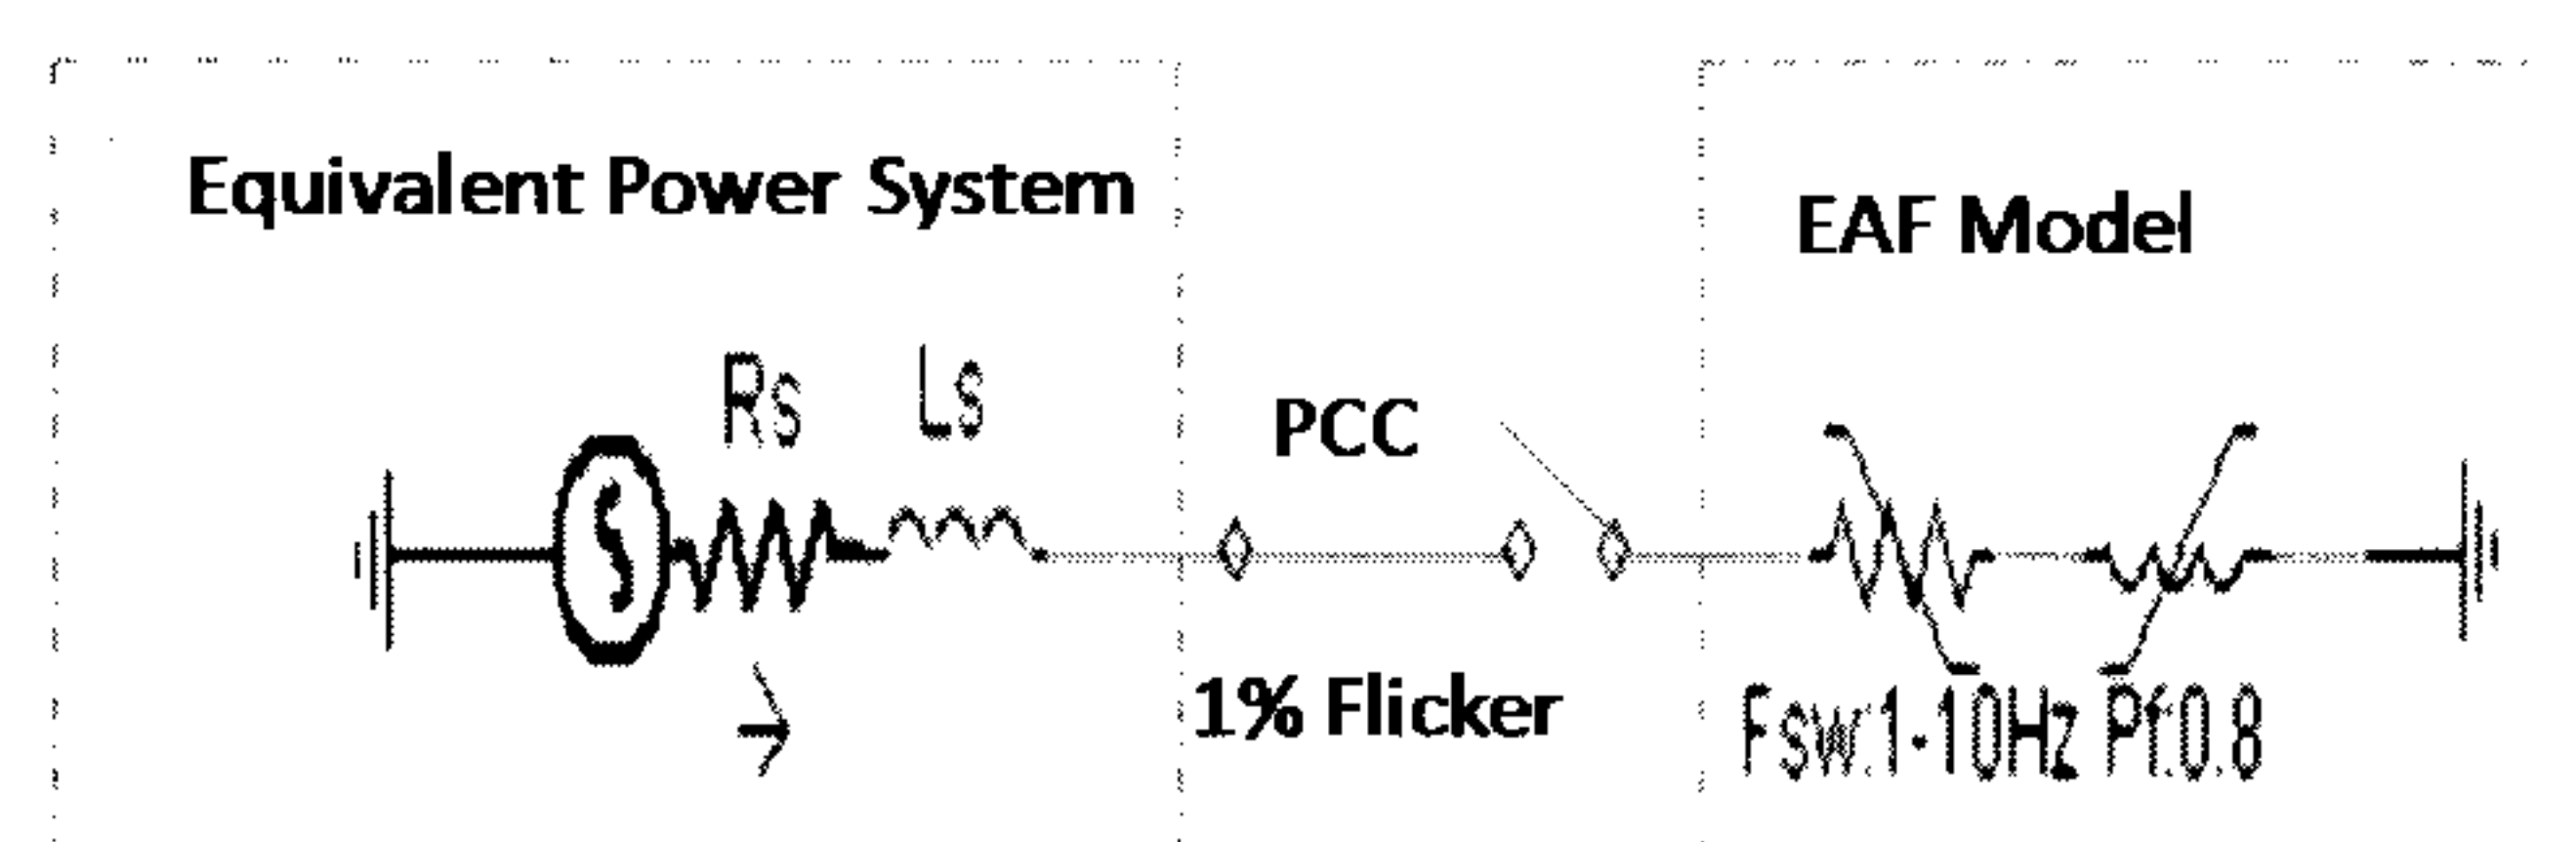 Equivalent Power System
EAF Model
Rs Ls
PCC
1% Flicker
Fsw:1-10Hz Pf:0.8